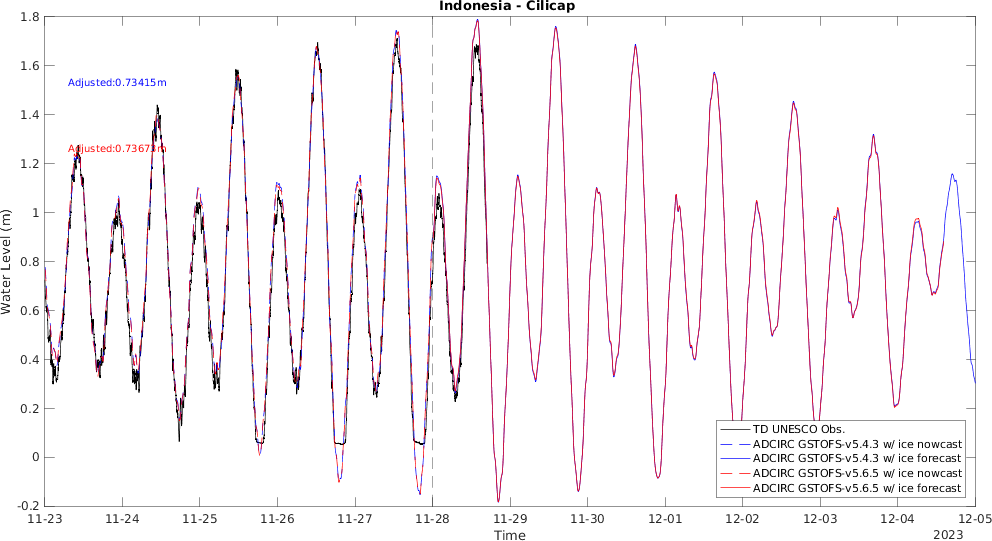 Indonesia - Cilicap
Water Level (m)
1.8
1.6
1.4
1.2
1
0.8
0.6
0.4
0.2
0
-0.2
Adjusted:0.73415m
Adjusted:0.73673m
TD UNESCO Obs.
ADCIRC GSTOFS-v5.4.3 w/ ice nowcast
ADCIRC GSTOFS-v5.4.3 w/ ice forecast
ADCIRC GSTOFS-v5.6.5 w/ ice nowcast
ADCIRC GSTOFS-v5.6.5 w/ ice forecast
11-23 11-24 11-25 11-26 11-27 11-28 11-29 11-30 12-01 12-02 12-03 12-04 12-05
Time
2023